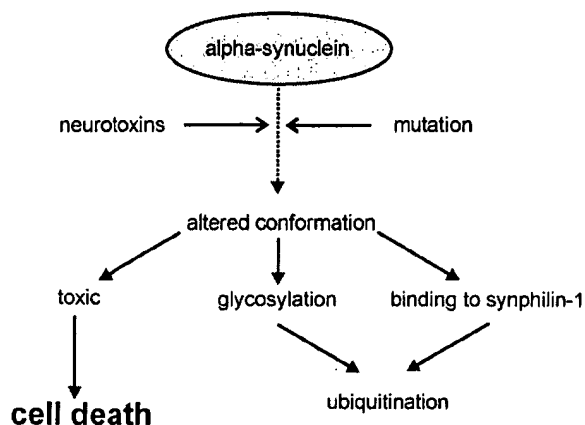 alpha-synuclein
neurotoxins mutation
altered conformation
toxic glycosylation binding to synphilin-1
cell death ubiquitination